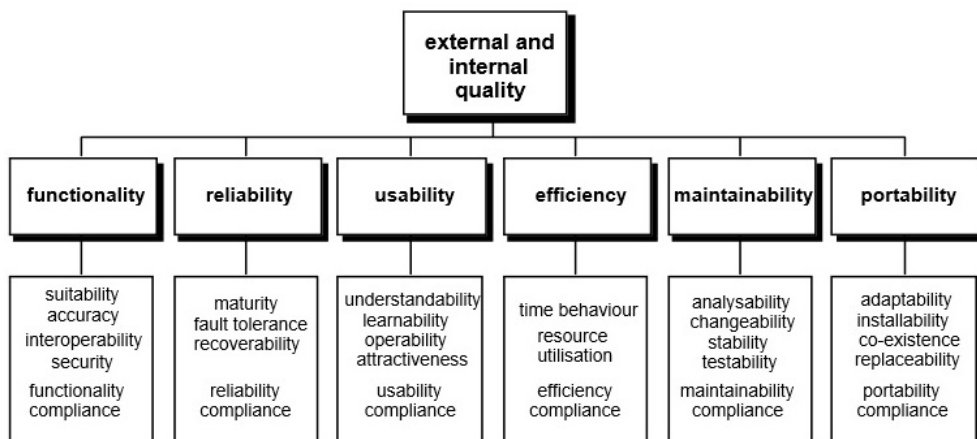 external and
internal
quality
functionality
reliability
usability
efficiency
maintainability
portability
suitability
accuracy
interoperability
security
functionality
compliance
maturity
fault tolerance
recoverability
reliability
compliance
understandability
learnability
operability
attractiveness
usability
compliance
time behaviour
resource
utilisation
efficiency
compliance
analysability
changeability
stability
testability
maintainability
compliance
adaptability
installability
co-existence
replaceability
portability
compliance